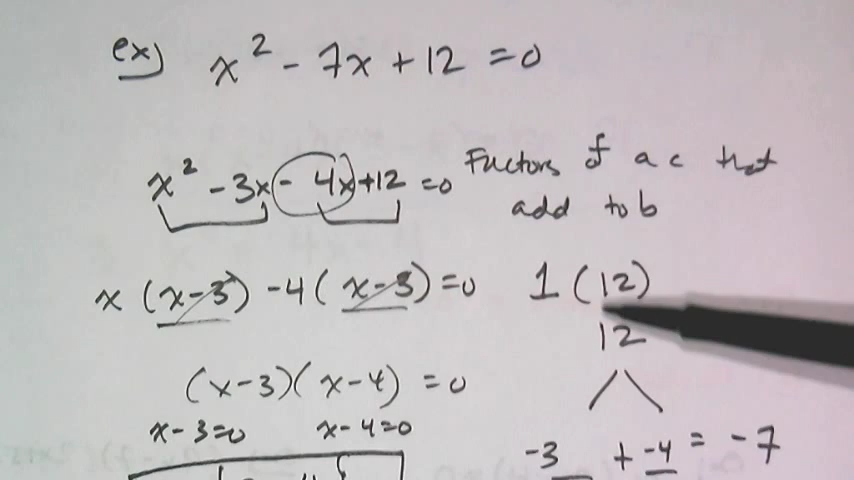 ex) x² - 7x + 12 = 0
x² - 3x - 4x + 12 = 0
x (x-3) - 4 (x-3) = 0
(x-3)(x-4) = 0
x-3=0 x-4=0
Factors of ac that
add to b
1 (12)
12
-3 + -4 = -7